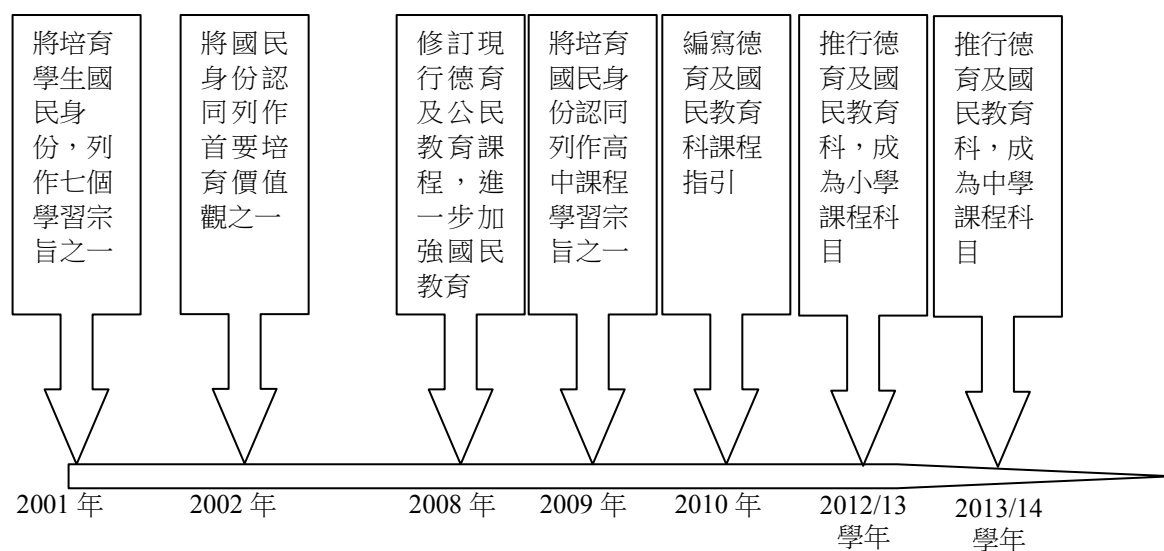 將培育
學生國
民身
份，列
作七個
學習宗
旨之一
將國民
身份認
同列作
首要培
育價值
觀之一
修訂現
行德育
及公民
教育課
程，進
一步加
強國民
教育
將培育
國民身
份認同
列作高
中課程
學習宗
旨之一
編寫德
育及國
民教育
科課程
指引
推行德
育及國
民教育
科，成
為小學
課程科
目
推行德
育及國
民教育
科，成
為中學
課程科
目
2001 年
2002 年
2008 年
2009 年
2010 年
2012/13
學年
2013/14
學年